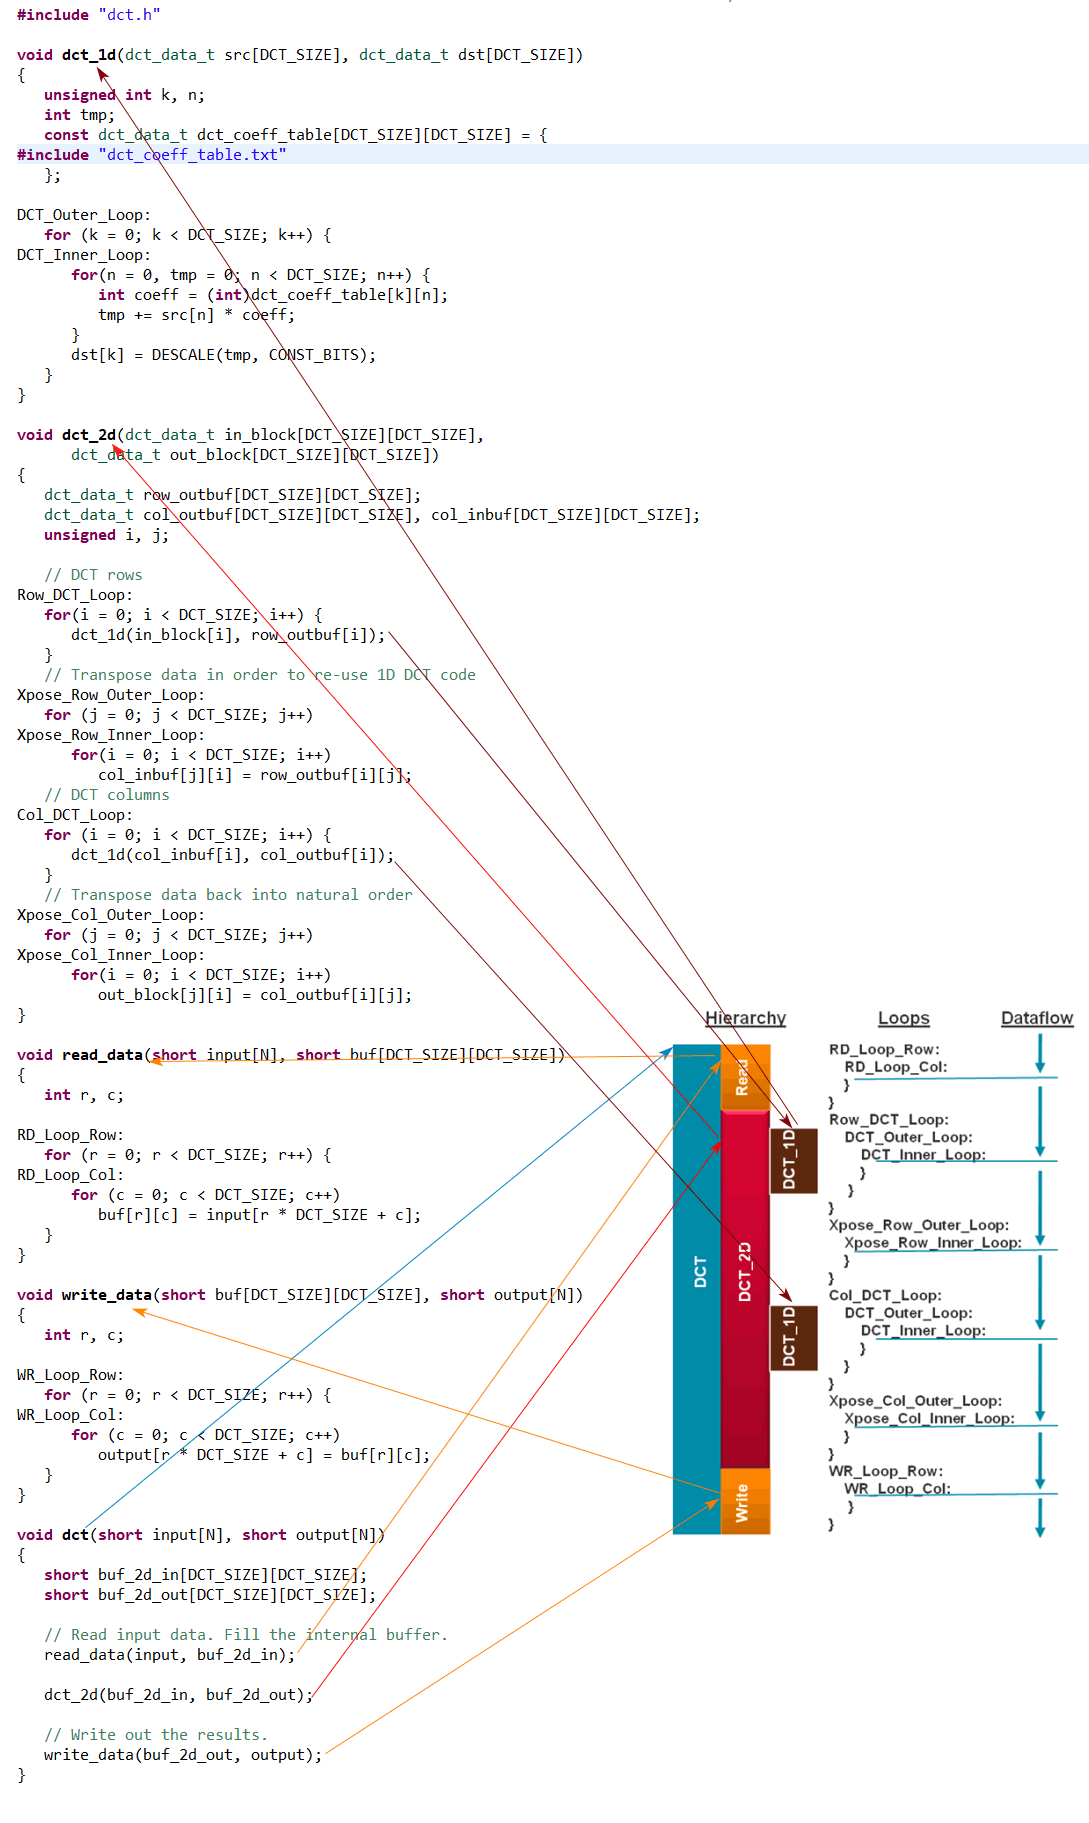 #include "dct.h"
void dct_1d(dct_data_t src[DCT_SIZE], dct_data_t dst[DCT_SIZE])
{
unsigned int k, n;
int tmp;
const dct_data_t dct_coeff_table[DCT_SIZE][DCT_SIZE] = {
#include "dct_coeff_table.txt"
};
DCT_Outer_Loop:
for (k = 0; k < DCT_SIZE; k++) {
DCT_Inner_Loop:
for(n = 0, tmp = 0; n < DCT_SIZE; n++) {
int coeff = (int)dct_coeff_table[k][n];
tmp += src[n] * coeff;
}
dst[k] = DESCALE(tmp, CONST_BITS);
}
}
void dct_2d(dct_data_t in_block[DCT_SIZE][DCT_SIZE],
dct_data_t out_block[DCT_SIZE][DCT_SIZE])
{
dct_data_t row_outbuf[DCT_SIZE][DCT_SIZE];
dct_data_t col_outbuf[DCT_SIZE][DCT_SIZE], col_inbuf[DCT_SIZE][DCT_SIZE];
unsigned i, j;
// DCT rows
Row_DCT_Loop:
for(i = 0; i < DCT_SIZE; i++) {
dct_1d(in_block[i], row_outbuf[i]);
}
// Transpose data in order to re-use 1D DCT code
Xpose_Row_Outer_Loop:
for (j = 0; j < DCT_SIZE; j++)
Xpose_Row_Inner_Loop:
for(i = 0; i < DCT_SIZE; i++)
col_inbuf[j][i] = row_outbuf[i][j];
// DCT columns
Col_DCT_Loop:
for (i = 0; i < DCT_SIZE; i++) {
dct_1d(col_inbuf[i], col_outbuf[i]);
}
// Transpose data back into natural order
Xpose_Col_Outer_Loop:
for (j = 0; j < DCT_SIZE; j++)
Xpose_Col_Inner_Loop:
for(i = 0; i < DCT_SIZE; i++)
out_block[j][i] = col_outbuf[i][j];
}
void read_data(short input[N], short buf[DCT_SIZE][DCT_SIZE])
{
int r, c;
RD_Loop_Row:
for (r = 0; r < DCT_SIZE; r++) {
RD_Loop_Col:
for (c = 0; c < DCT_SIZE; c++)
buf[r][c] = input[r * DCT_SIZE + c];
}
}
void write_data(short buf[DCT_SIZE][DCT_SIZE], short output[N])
{
int r, c;
WR_Loop_Row:
for (r = 0; r < DCT_SIZE; r++) {
WR_Loop_Col:
for (c = 0; c < DCT_SIZE; c++)
output[r * DCT_SIZE + c] = buf[r][c];
}
}
void dct(short input[N], short output[N])
{
short buf_2d_in[DCT_SIZE][DCT_SIZE];
short buf_2d_out[DCT_SIZE][DCT_SIZE];
// Read input data. Fill the internal buffer.
read_data(input, buf_2d_in);
dct_2d(buf_2d_in, buf_2d_out);
// Write out the results.
write_data(buf_2d_out, output);
}
Hierarchy
DCT
Read
DCT_2D
Write
DCT_1D
DCT_1D
Loops
RD_Loop_Row:
RD_Loop_Col:
}
}
Row_DCT_Loop:
DCT_Outer_Loop:
DCT_Inner_Loop:
}
}
}
Xpose_Row_Outer_Loop:
Xpose_Row_Inner_Loop:
}
}
Col_DCT_Loop:
DCT_Outer_Loop:
DCT_Inner_Loop:
}
}
}
Xpose_Col_Outer_Loop:
Xpose_Col_Inner_Loop:
}
}
WR_Loop_Row:
WR_Loop_Col:
}
}
Dataflow